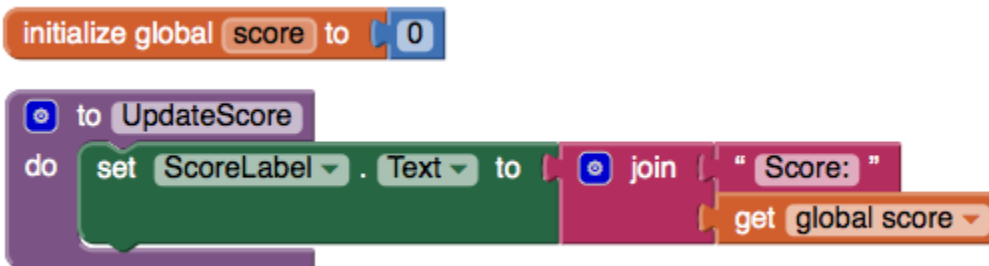 initialize global score to 0
to UpdateScore
do set ScoreLabel . Text to join " Score: "
get global score